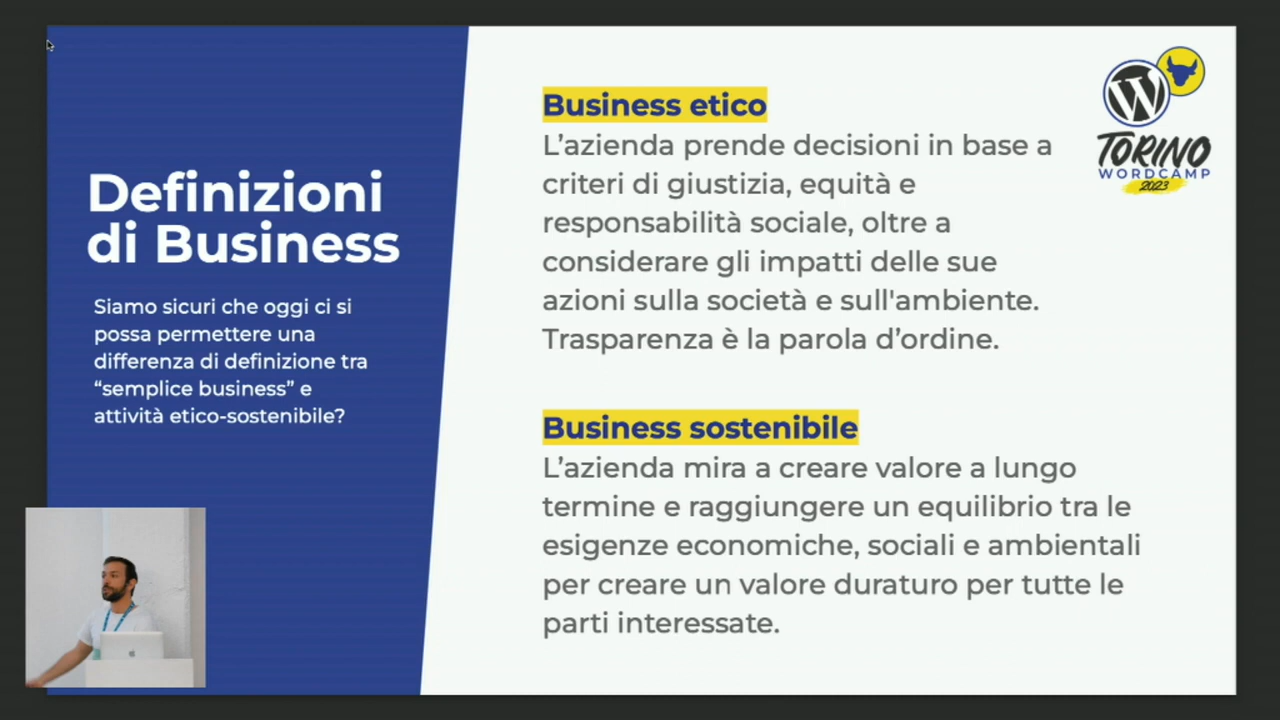 Definizioni
di Business
Siamo sicuri che oggi ci si
possa permettere una
differenza di definizione tra
“semplice business” e
attività etico-sostenibile?
Business etico
L’azienda prende decisioni in base a
criteri di giustizia, equità e
responsabilità sociale, oltre a
considerare gli impatti delle sue
azioni sulla società e sull'ambiente.
Trasparenza è la parola d’ordine.
Business sostenibile
L’azienda mira a creare valore a lungo
termine e raggiungere un equilibrio tra le
esigenze economiche, sociali e ambientali
per creare un valore duraturo per tutte le
parti interessate.
W
TORINO
WORDCAMP
2023